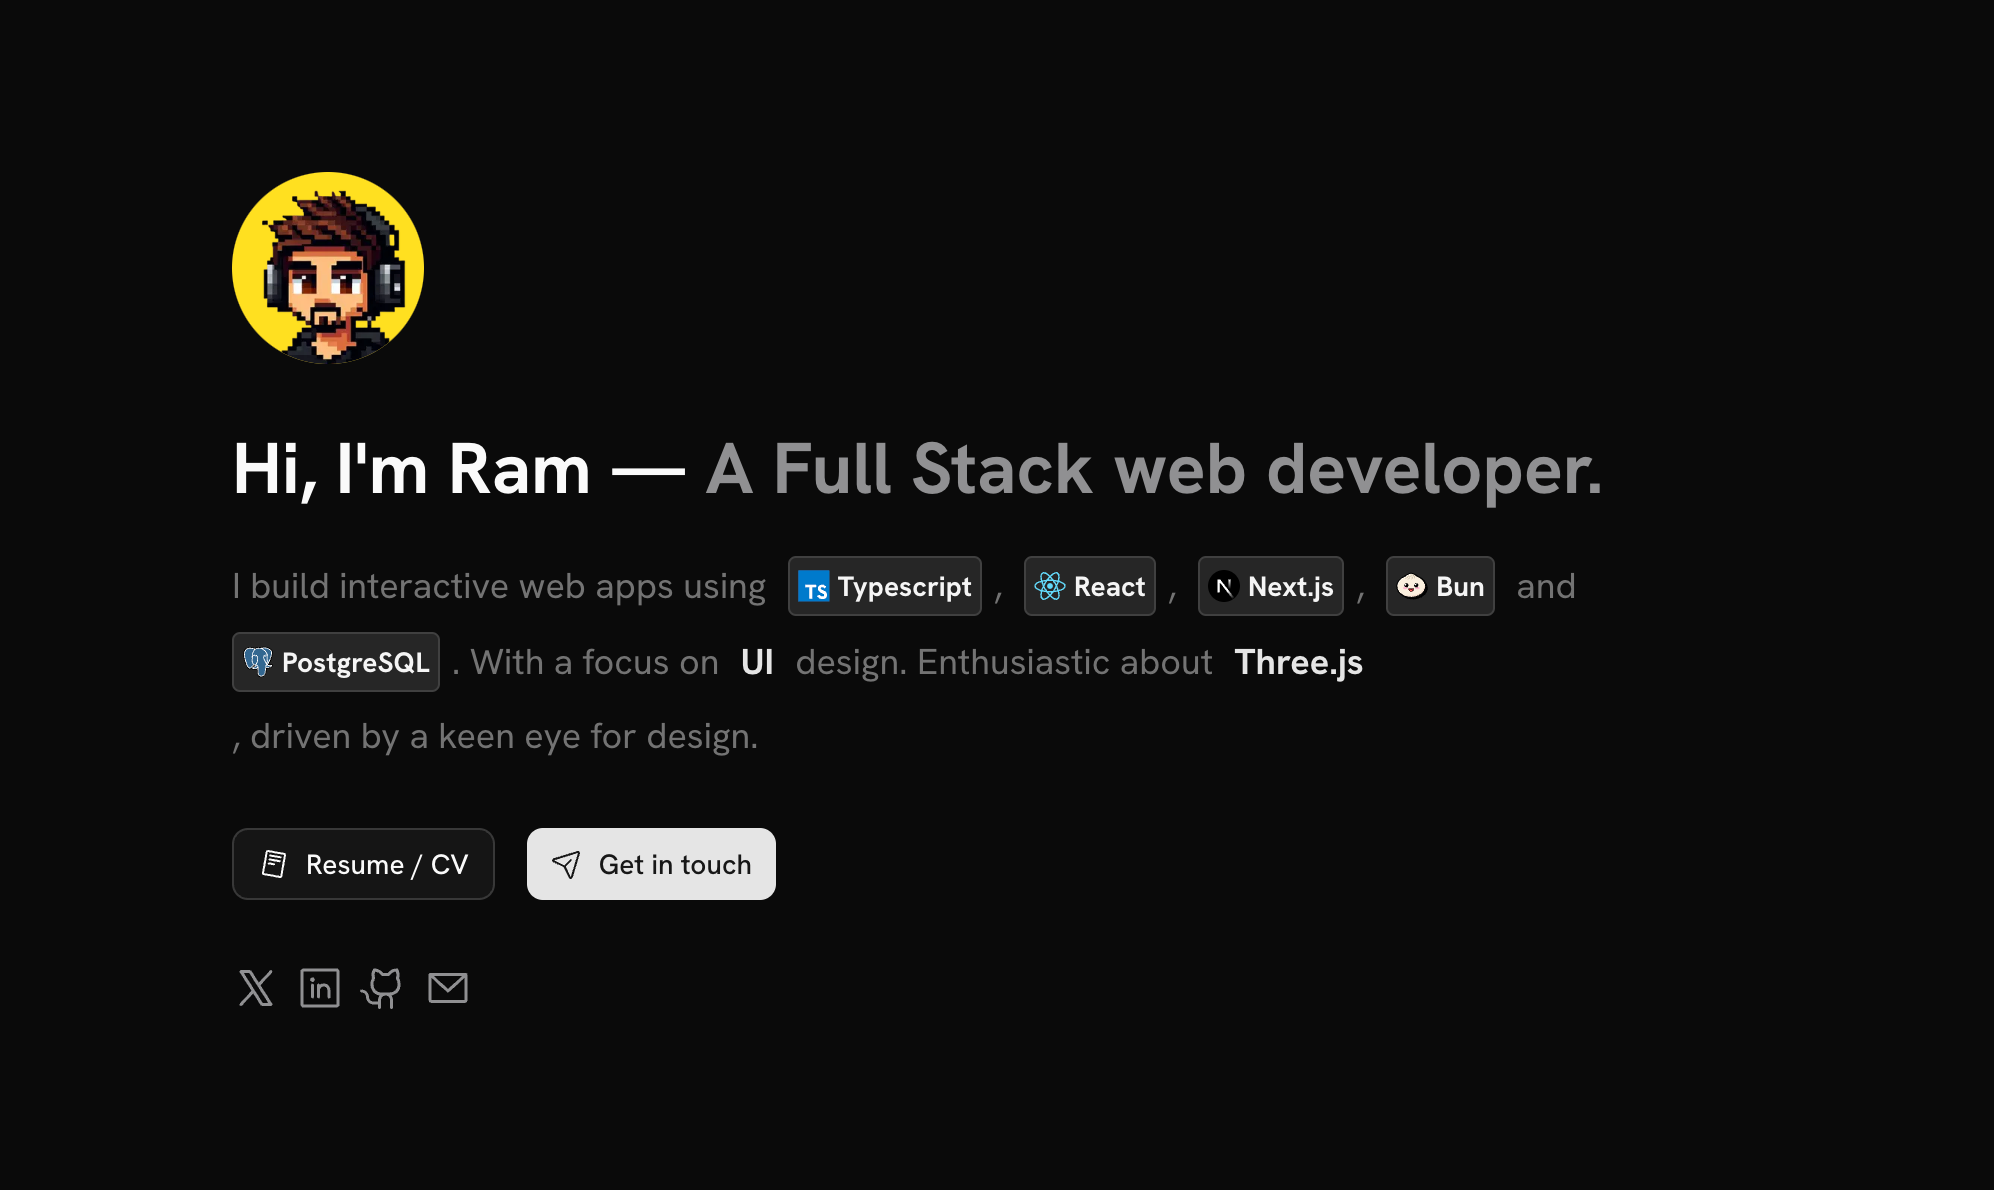 Hi, I'm Ram — A Full Stack web developer.
I build interactive web apps using TS Typescript , React , N Next.js , Bun and
PostgreSQL . With a focus on UI design. Enthusiastic about Three.js
, driven by a keen eye for design.
Resume / CV Get in touch
X in